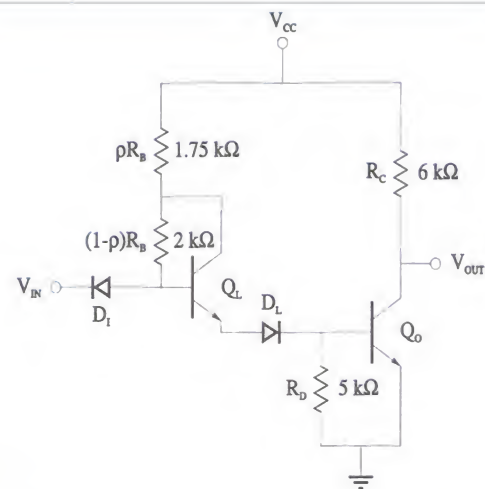 V_CC
ρR_B 1.75 kΩ
R_C 6 kΩ
(1-ρ)R_B 2 kΩ
V_IN
D_I
Q_L
D_L
V_OUT
Q_O
R_D 5 kΩ